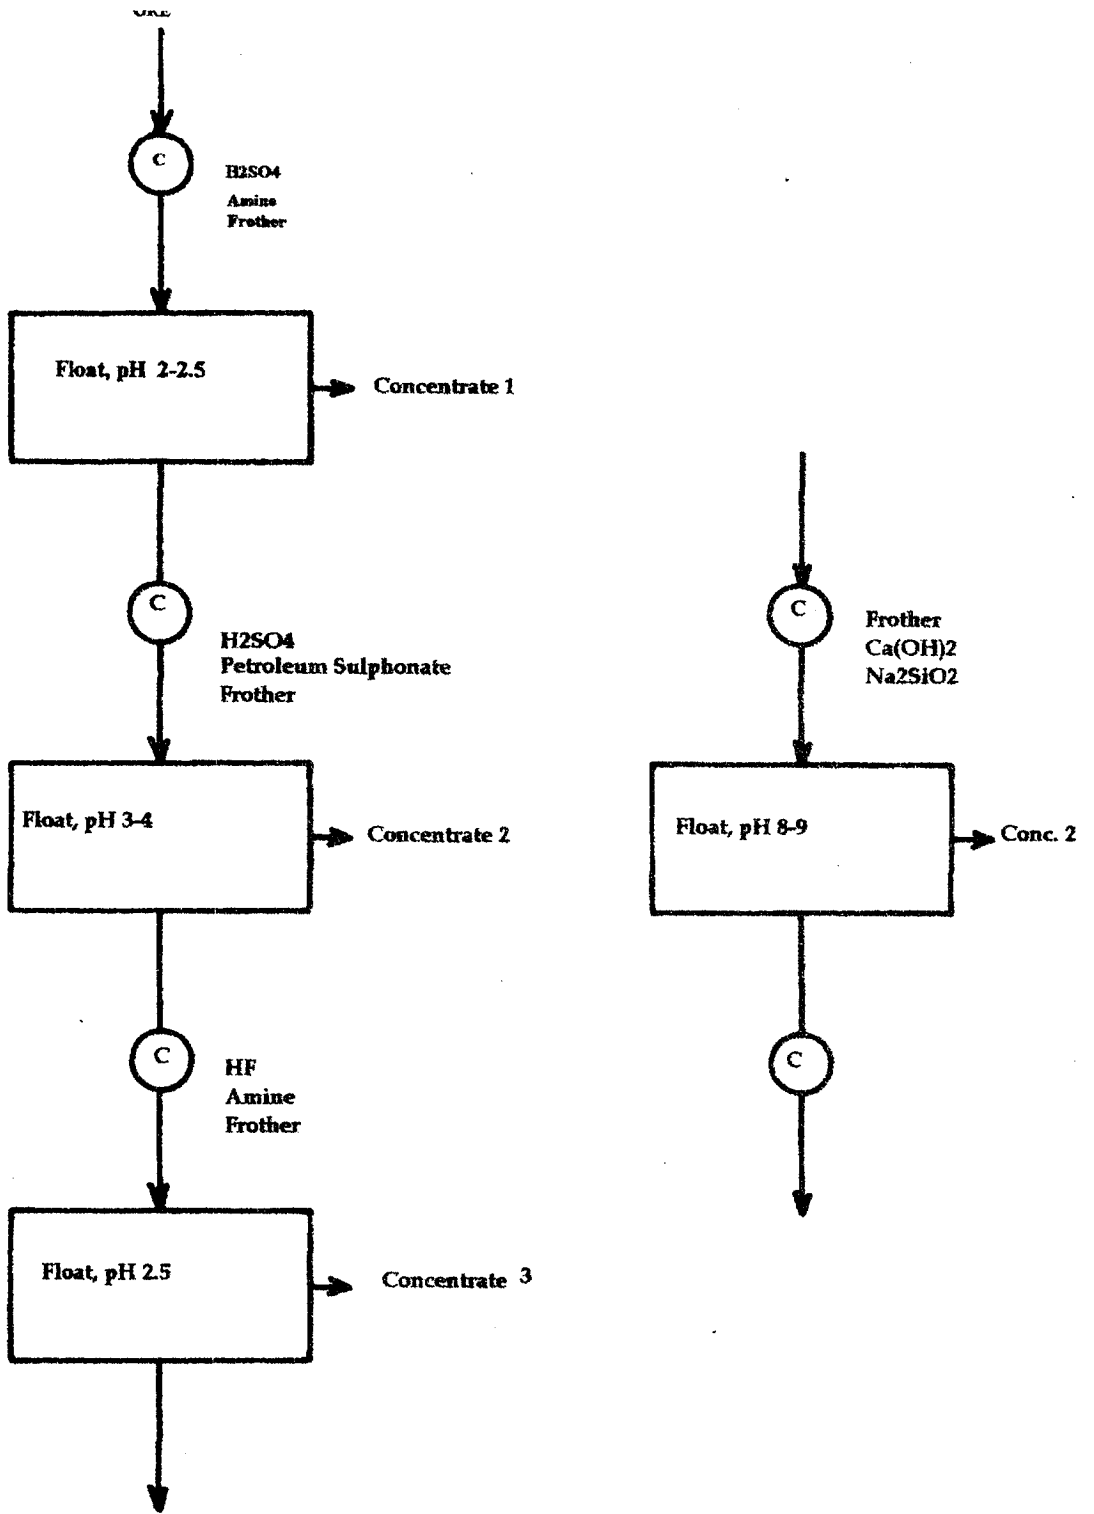 ORE
C
H2SO4
Amine
Frother
Float, pH 2-2.5
Concentrate 1
C
H2SO4
Petroleum Sulphonate
Frother
Float, pH 3-4
Concentrate 2
C
HF
Amine
Frother
Float, pH 2.5
Concentrate 3
C
Frother
Ca(OH)2
Na2SiO2
Float, pH 8-9
Conc. 2
C